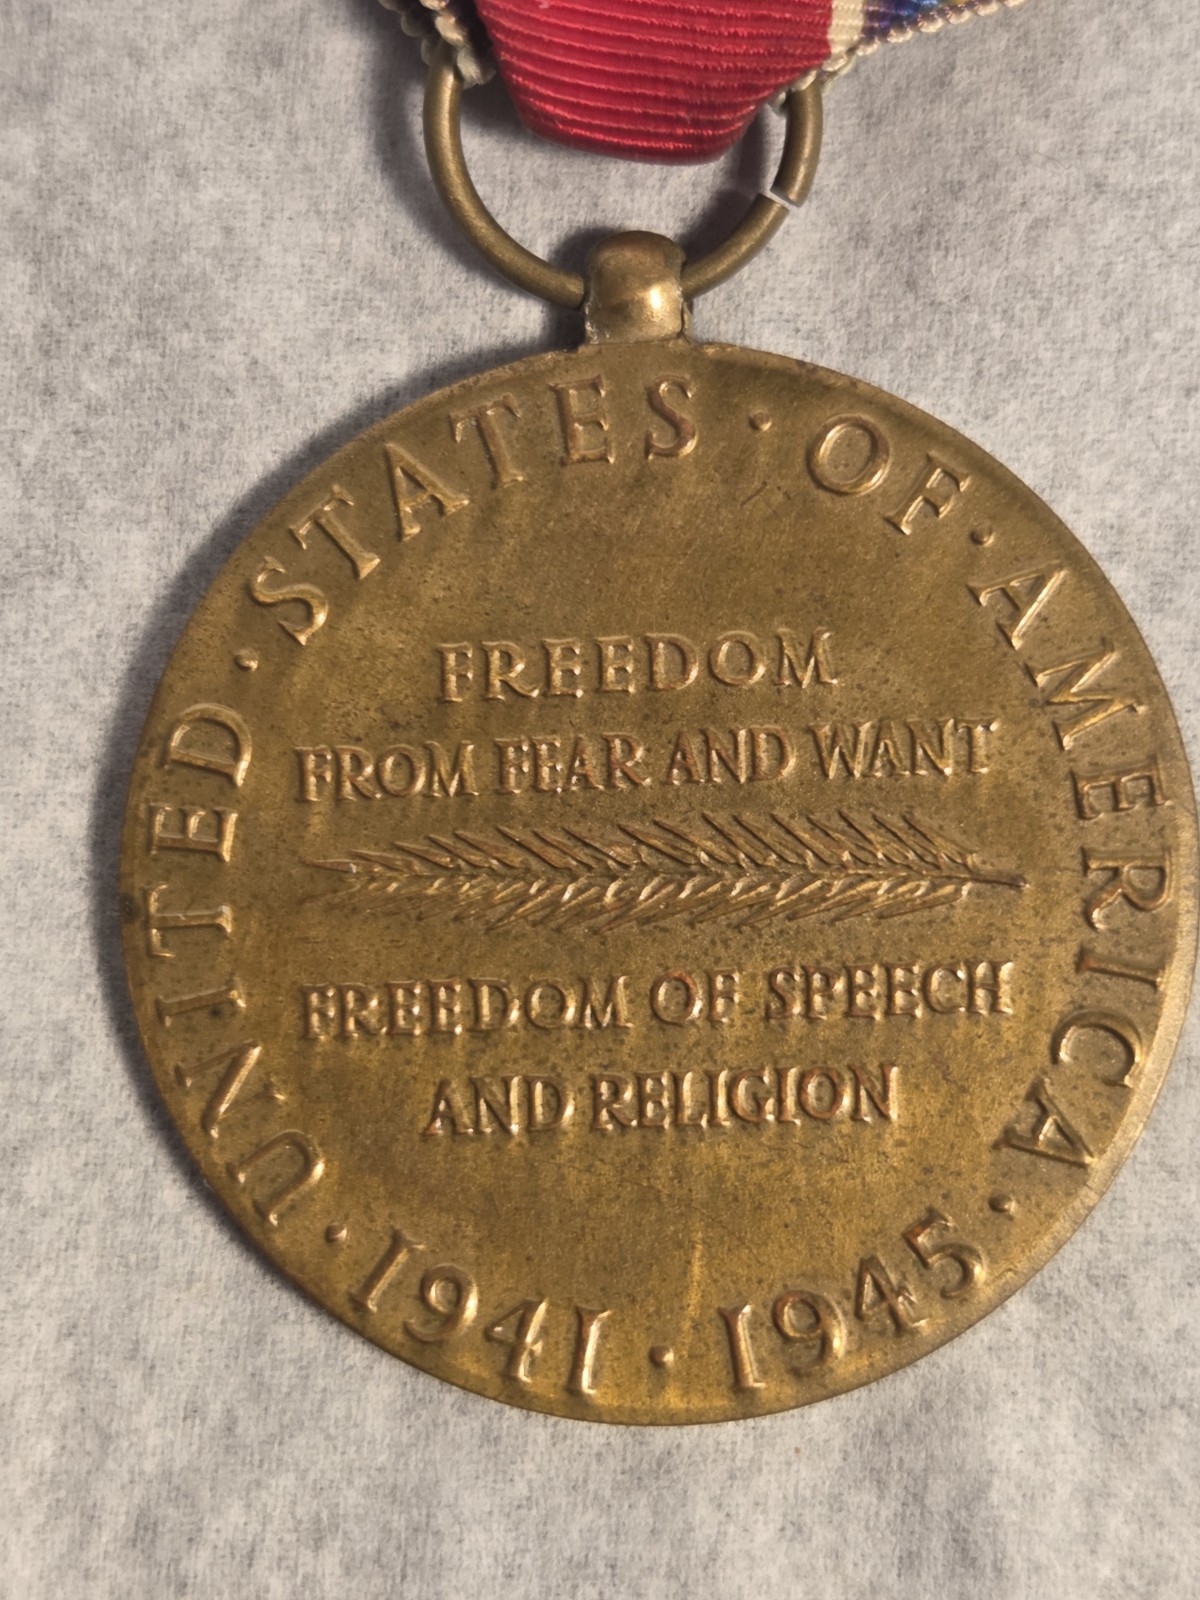 UNITED · STATES · OF · AMERICA ·
FREEDOM
FROM FEAR AND WANT
FREEDOM OF SPEECH
AND RELIGION
· 1941 · 1945